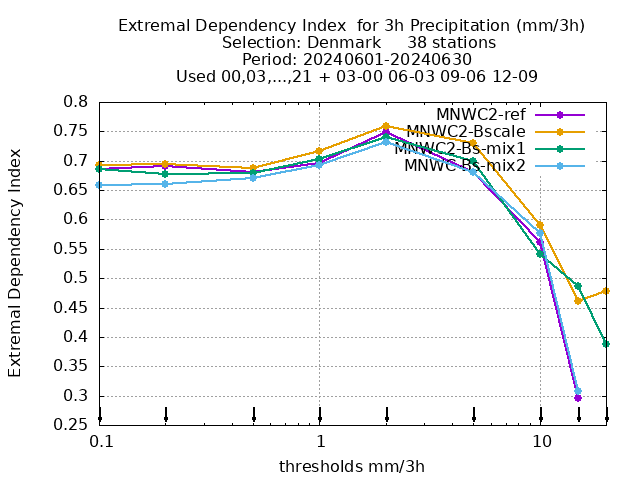 Extremal Dependency Index  for 3h Precipitation (mm/3h)
Selection: Denmark     38 stations
Period: 20240601-20240630
Used 00,03,...,21 + 03-00 06-03 09-06 12-09
Extremal Dependency Index
0.8
0.75
0.7
0.65
0.6
0.55
0.5
0.45
0.4
0.35
0.3
0.25
MNWC2-ref
MNWC2-Bscale
MNWC2-Bs-mix1
MNWC-Bs-mix2
0.1
1
10
thresholds mm/3h